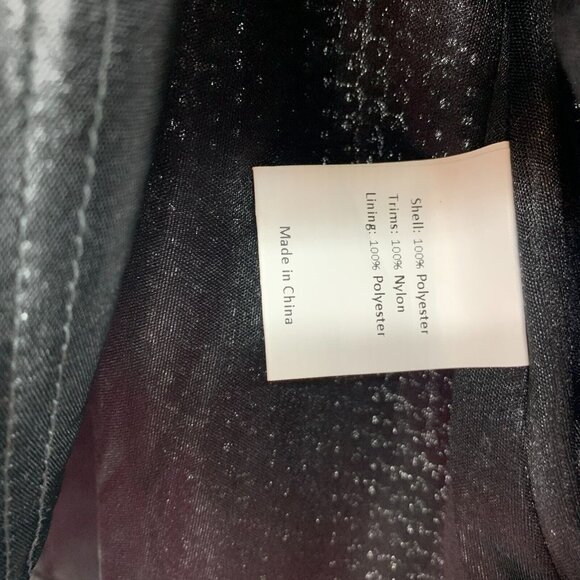 Shell: 100% Polyester
Trims: 100% Nylon
Lining: 100% Polyester
Made in China